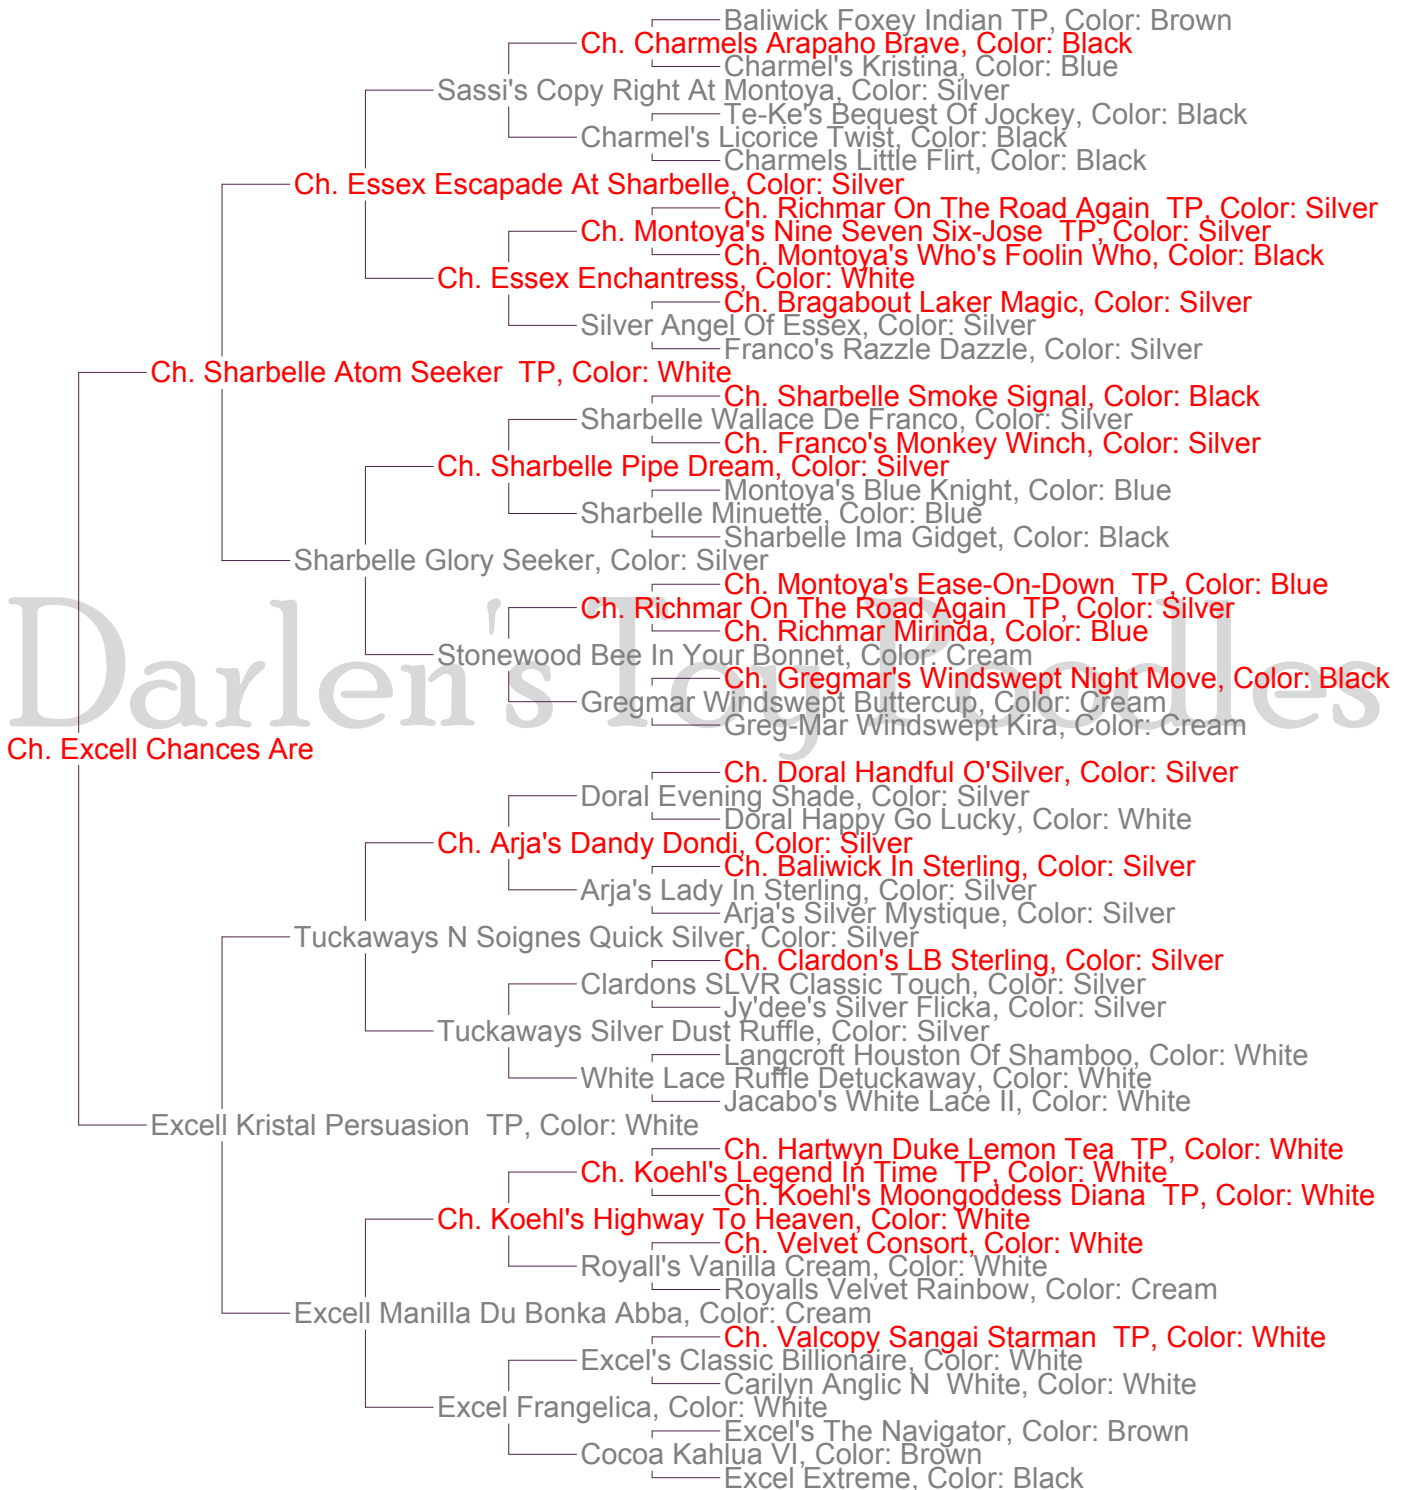 Baliwick Foxey Indian TP, Color: Brown
Ch. Charmels Arapaho Brave, Color: Black
Charmel's Kristina, Color: Blue
Sassi's Copy Right At Montoya, Color: Silver
Te-Ke's Bequest Of Jockey, Color: Black
Charmel's Licorice Twist, Color: Black
Charmels Little Flirt, Color: Black
Ch. Essex Escapade At Sharbelle, Color: Silver
Ch. Richmar On The Road Again  TP, Color: Silver
Ch. Montoya's Nine Seven Six-Jose  TP, Color: Silver
Ch. Montoya's Who's Foolin Who, Color: Black
Ch. Essex Enchantress, Color: White
Ch. Bragabout Laker Magic, Color: Silver
Silver Angel Of Essex, Color: Silver
Franco's Razzle Dazzle, Color: Silver
Ch. Sharbelle Atom Seeker  TP, Color: White
Ch. Sharbelle Smoke Signal, Color: Black
Sharbelle Wallace De Franco, Color: Silver
Ch. Franco's Monkey Winch, Color: Silver
Ch. Sharbelle Pipe Dream, Color: Silver
Montoya's Blue Knight, Color: Blue
Sharbelle Minuette, Color: Blue
Sharbelle Ima Gidget, Color: Black
Sharbelle Glory Seeker, Color: Silver
Ch. Montoya's Ease-On-Down  TP, Color: Blue
Ch. Richmar On The Road Again  TP, Color: Silver
Ch. Richmar Mirinda, Color: Blue
Stonewood Bee In Your Bonnet, Color: Cream
Darlen's Toy Poodles
Ch. Gregmar's Windswept Night Move, Color: Black
Gregmar Windswept Buttercup, Color: Cream
Greg-Mar Windswept Kira, Color: Cream
Ch. Excell Chances Are
Ch. Doral Handful O'Silver, Color: Silver
Doral Evening Shade, Color: Silver
Doral Happy Go Lucky, Color: White
Ch. Arja's Dandy Dondi, Color: Silver
Ch. Baliwick In Sterling, Color: Silver
Arja's Lady In Sterling, Color: Silver
Arja's Silver Mystique, Color: Silver
Tuckaways N Soignes Quick Silver, Color: Silver
Ch. Clardon's LB Sterling, Color: Silver
Clardons SLVR Classic Touch, Color: Silver
Jy'dee's Silver Flicka, Color: Silver
Tuckaways Silver Dust Ruffle, Color: Silver
Langcroft Houston Of Shamboo, Color: White
White Lace Ruffle Detuckaway, Color: White
Jacabo's White Lace II, Color: White
Excell Kristal Persuasion  TP, Color: White
Ch. Hartwyn Duke Lemon Tea  TP, Color: White
Ch. Koehl's Legend In Time  TP, Color: White
Ch. Koehl's Moongoddess Diana  TP, Color: White
Ch. Koehl's Highway To Heaven, Color: White
Ch. Velvet Consort, Color: White
Royall's Vanilla Cream, Color: White
Royalls Velvet Rainbow, Color: Cream
Excell Manilla Du Bonka Abba, Color: Cream
Ch. Valcopy Sangai Starman  TP, Color: White
Excel's Classic Billionaire, Color: White
Carilyn Anglic N  White, Color: White
Excel Frangelica, Color: White
Excel's The Navigator, Color: Brown
Cocoa Kahlua VI, Color: Brown
Excel Extreme, Color: Black